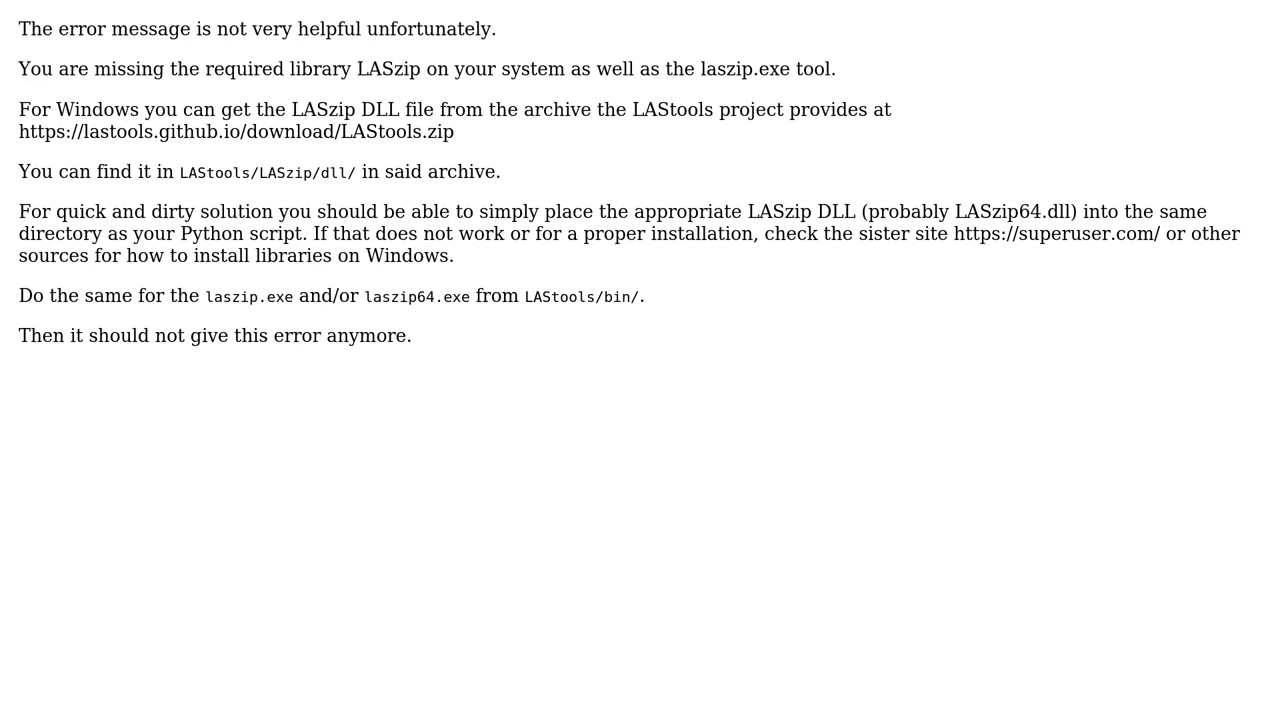 The error message is not very helpful unfortunately.
You are missing the required library LASzip on your system as well as the laszip.exe tool.
For Windows you can get the LASzip DLL file from the archive the LAStools project provides at
https://lastools.github.io/download/LAStools.zip
You can find it in LAStools/LASzip/dll/ in said archive.
For quick and dirty solution you should be able to simply place the appropriate LASzip DLL (probably LASzip64.dll) into the same
directory as your Python script. If that does not work or for a proper installation, check the sister site https://superuser.com/ or other
sources for how to install libraries on Windows.
Do the same for the laszip.exe and/or laszip64.exe from LAStools/bin/.
Then it should not give this error anymore.